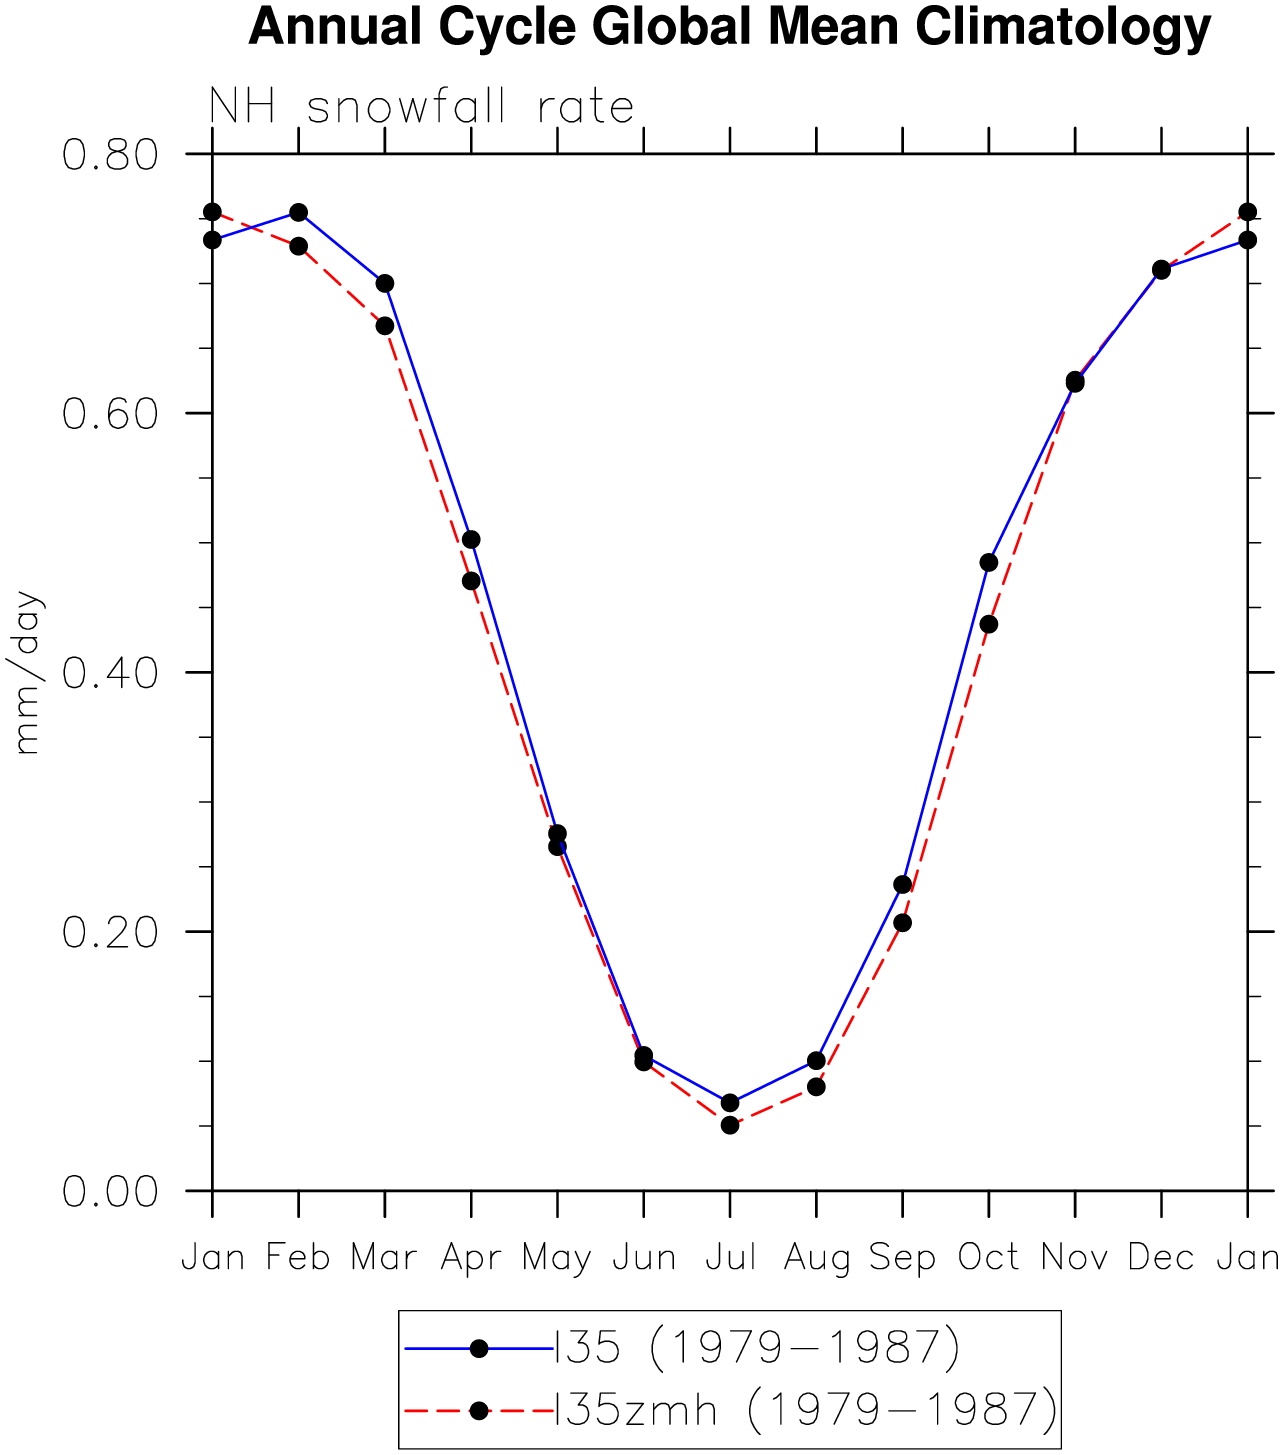 Annual Cycle Global Mean Climatology
NH snowfall rate
0.80
0.60
0.40
0.20
0.00
mm/day
Jan Feb Mar Apr May Jun Jul Aug Sep Oct Nov Dec Jan
I35 (1979-1987)
I35zmh (1979-1987)